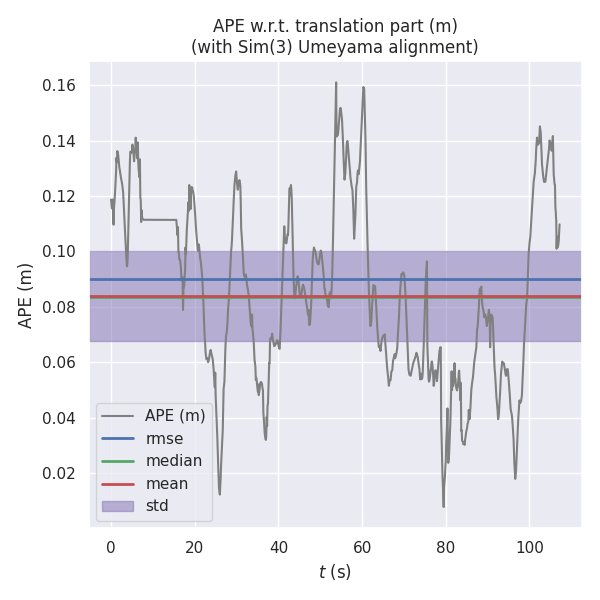 APE w.r.t. translation part (m)
(with Sim(3) Umeyama alignment)
APE (m)
0.16
0.14
0.12
0.10
0.08
0.06
0.04
0.02
APE (m)
rmse
median
mean
std
0 20 40 60 80 100
t (s)